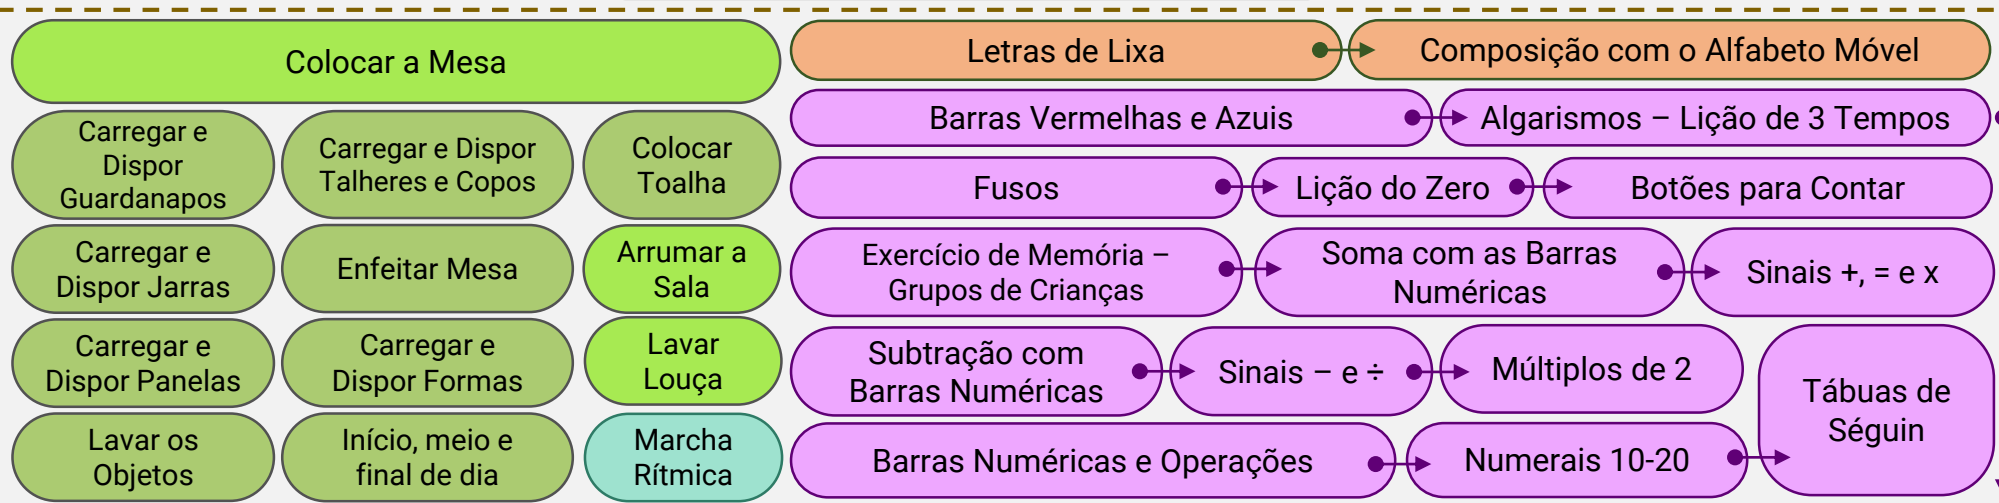 Colocar a Mesa
Carregar e
Dispor
Guardanapos
Carregar e Dispor
Talheres e Copos
Colocar
Toalha
Carregar e
Dispor Jarras
Enfeitar Mesa
Arrumar a
Sala
Carregar e
Dispor Panelas
Carregar e
Dispor Formas
Lavar
Louça
Lavar os
Objetos
Início, meio e
final de dia
Marcha
Rítmica
Letras de Lixa
Composição com o Alfabeto Móvel
Barras Vermelhas e Azuis
Algarismos – Lição de 3 Tempos
Fusos
Lição do Zero
Botões para Contar
Exercício de Memória –
Grupos de Crianças
Soma com as Barras
Numéricas
Sinais +, = e x
Subtração com
Barras Numéricas
Sinais – e ÷
Múltiplos de 2
Tábuas de
Séguin
Barras Numéricas e Operações
Numerais 10-20